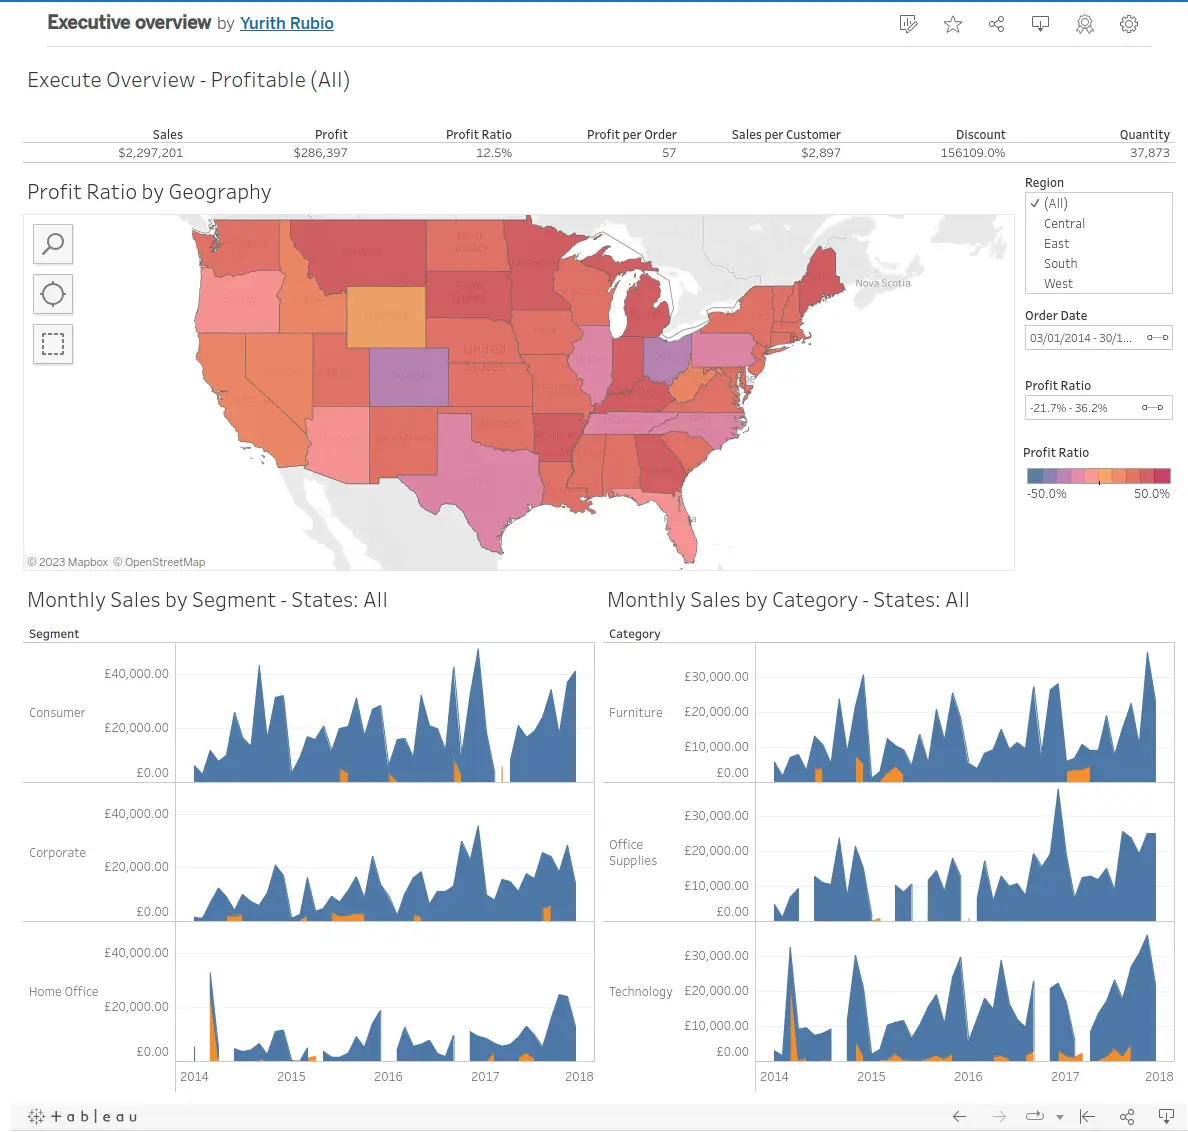 Executive overview by Yurith Rubio
Execute Overview - Profitable (All)
Sales Profit Profit Ratio Profit per Order Sales per Customer Discount Quantity
$2,297,201 $286,397 12.5% 57 $2,897 156109.0% 37,873
Profit Ratio by Geography
Nova Scotia
United
States
© 2023 Mapbox © OpenStreetMap
Region
✓ (All)
Central
East
South
West
Order Date
03/01/2014 - 30/1...
Profit Ratio
-21.7% - 36.2%
Profit Ratio
-50.0% 50.0%
Monthly Sales by Segment - States: All
Segment
Consumer
£40,000.00
£20,000.00
£0.00
Corporate
£40,000.00
£20,000.00
£0.00
Home Office
£40,000.00
£20,000.00
£0.00
2014 2015 2016 2017 2018
Monthly Sales by Category - States: All
Category
Furniture
£30,000.00
£20,000.00
£10,000.00
£0.00
Office
Supplies
£30,000.00
£20,000.00
£10,000.00
£0.00
Technology
£30,000.00
£20,000.00
£10,000.00
£0.00
2014 2015 2016 2017 2018
+ a b | e a u